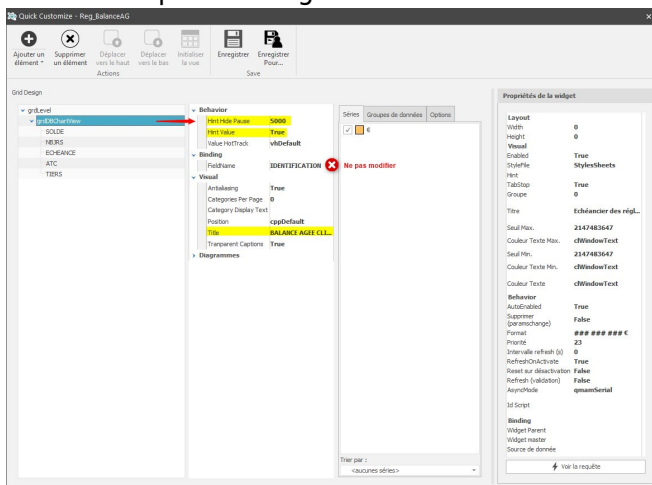 Quick Customize - Reg_BalanceAG
Ajouter un élément
Supprimer un élément
Déplacer vers le haut
Déplacer vers le bas
Initialiser la vue
Enregistrer
Enregistrer Pour...
Actions
Save
Grid Design
grdLevel
grdDBChartView
SOLDE
NBJRS
ECHEANCE
ATC
TIERS
Behavior
Hint Hide Pause 5000
Hint Value True
Value HotTrack vhDefault
Binding
FieldName IDENTIFICATION
Visual
Antialiasing True
Categories Per Page 0
Category Display Text
Position cppDefault
Title BALANCE AGEE CLI...
Tranparent Captions True
Diagrammes
Séries Groupes de données Options
€
Ne pas modifier
Trier par :
<aucunes séries>
Propriétés de la widget
Layout
Width 0
Height 0
Visual
Enabled True
StyleFile StylesSheets
Hint
TabStop True
Groupe 0
Titre Echéancier des régl...
Seuil Max. 2147483647
Couleur Texte Max. clWindowText
Seuil Min. 2147483647
Couleur Texte Min. clWindowText
Couleur Texte clWindowText
Behavior
AutoEnabled True
Supprimer (paramschange) False
Format ### ### ### €
Priorité 23
Intervalle refresh (s) 0
RefreshOnActivate True
Reset sur désactivation False
Refresh (validation) False
AsyncMode qmamSerial
Id Script
Binding
Widget Parent
Widget master
Source de donnée
Voir la requête